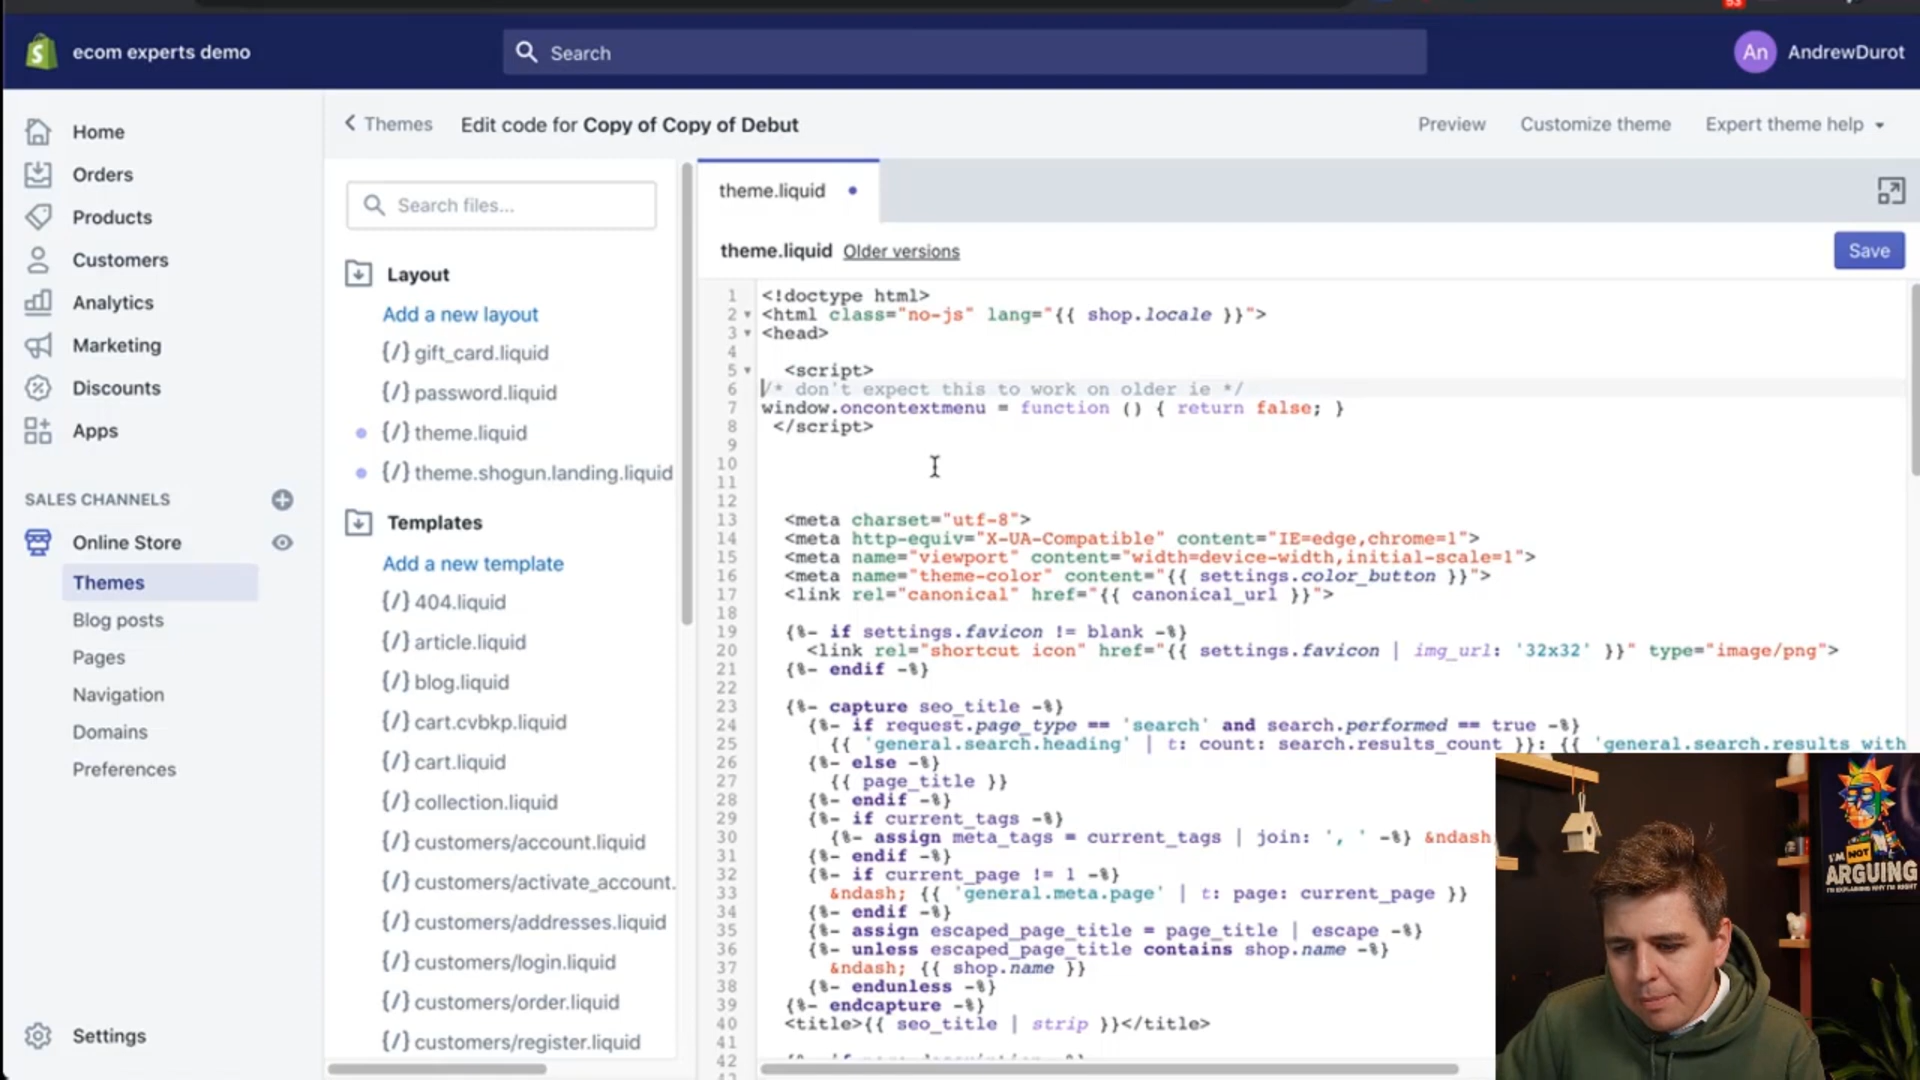 53
ecom experts demo
Search
An
AndrewDurot
Home
Orders
Products
Customers
Analytics
Marketing
Discounts
Apps
SALES CHANNELS
Online Store
Themes
Blog posts
Pages
Navigation
Domains
Preferences
Settings
Themes
Edit code for Copy of Copy of Debut
Preview
Customize theme
Expert theme help
Search files...
Layout
Add a new layout
{/} gift_card.liquid
{/} password.liquid
{/} theme.liquid
{/} theme.shogun.landing.liquid
Templates
Add a new template
{/} 404.liquid
{/} article.liquid
{/} blog.liquid
{/} cart.cvbkp.liquid
{/} cart.liquid
{/} collection.liquid
{/} customers/account.liquid
{/} customers/activate_account.
{/} customers/addresses.liquid
{/} customers/login.liquid
{/} customers/order.liquid
{/} customers/register.liquid
theme.liquid
theme.liquid Older versions
Save
1 <!doctype html>
2 <html class="no-js" lang="{{ shop.locale }}">
3 <head>
4
5 <script>
6 /* don't expect this to work on older ie */
7 window.oncontextmenu = function () { return false; }
8 </script>
9
10
11
12
13 <meta charset="utf-8">
14 <meta http-equiv="X-UA-Compatible" content="IE=edge,chrome=1">
15 <meta name="viewport" content="width=device-width,initial-scale=1">
16 <meta name="theme-color" content="{{ settings.color_button }}">
17 <link rel="canonical" href="{{ canonical_url }}">
18
19 {%- if settings.favicon != blank -%}
20 <link rel="shortcut icon" href="{{ settings.favicon | img_url: '32x32' }}" type="image/png">
21 {%- endif -%}
22
23 {%- capture seo_title -%}
24 {%- if request.page_type == 'search' and search.performed == true -%}
25 {{ 'general.search.heading' | t: count: search.results_count }}: {{ 'general.search.results_with
26 {%- else -%}
27 {{ page_title }}
28 {%- endif -%}
29 {%- if current_tags -%}
30 {%- assign meta_tags = current_tags | join: ', ' -%} &ndash
31 {%- endif -%}
32 {%- if current_page != 1 -%}
33 &ndash; {{ 'general.meta.page' | t: page: current_page }}
34 {%- endif -%}
35 {%- assign escaped_page_title = page_title | escape -%}
36 {%- unless escaped_page_title contains shop.name -%}
37 &ndash; {{ shop.name }}
38 {%- endunless -%}
39 {%- endcapture -%}
40 <title>{{ seo_title | strip }}</title>
41
42
I'M NOT
ARGUING
I'M EXPLAINING WHY I'M RIGHT